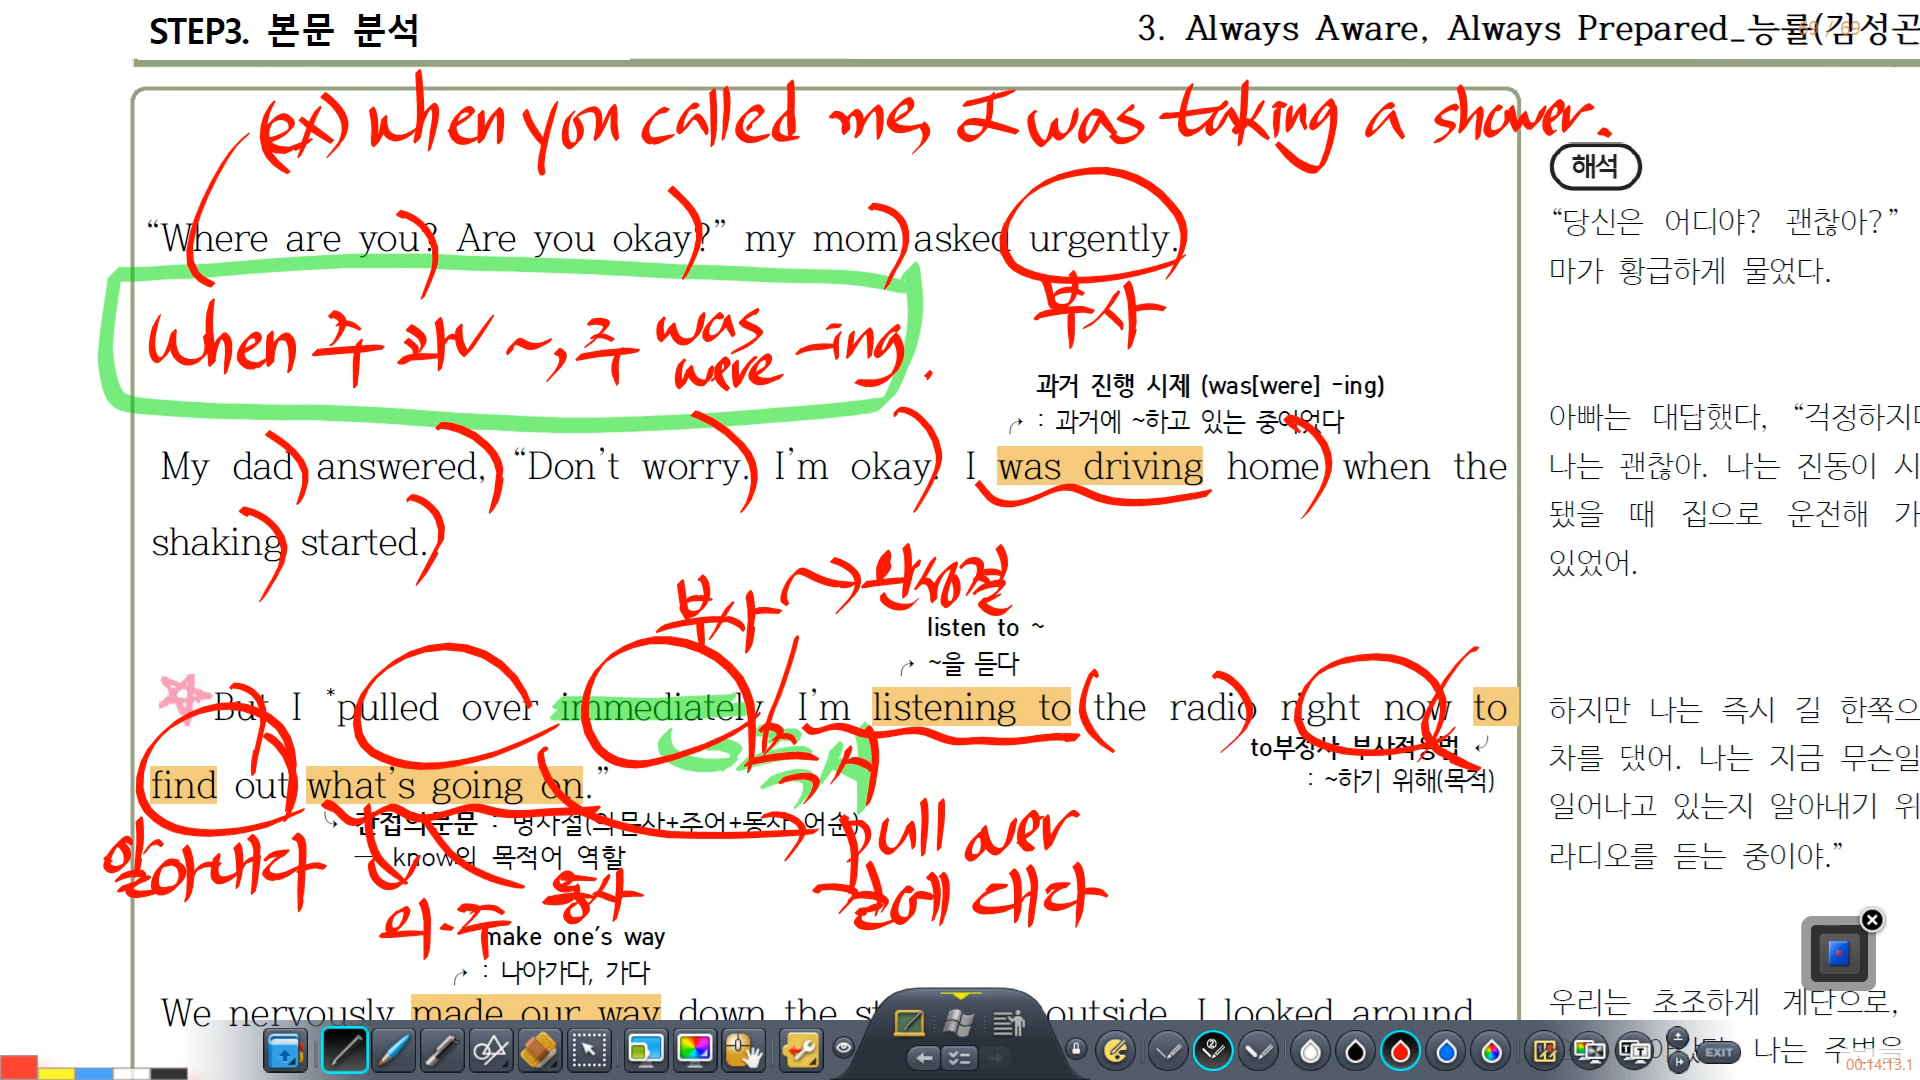 STEP3. 본문 분석
3. Always Aware, Always Prepared_능률(김성곤
69 / 69
(ex) when you called me, I was taking a shower.
해석
“Where are you? Are you okay?” my mom asked urgently.
부사
“당신은 어디야? 괜찮아?”
마가 황급하게 물었다.
when 주 과v ~, 주 was were -ing.
과거 진행 시제 (was[were] -ing)
: 과거에 ~하고 있는 중이었다
My dad answered, “Don’t worry. I’m okay. I was driving home when the
shaking started.
아빠는 대답했다, “걱정하지마
나는 괜찮아. 나는 진동이 시
됐을 때 집으로 운전해 가
있었어.
부사 → 완성절
listen to ~
~을 듣다
But I *pulled over immediately. I’m listening to the radio right now to
즉시
to부정사 부사적용법
: ~하기 위해(목적)
find out what’s going on.”
간접의문문 : 명사절(의문사+주어+동사 어순)
know의 목적어 역할
알아내다
의·주 동사
pull over
길에 대다
하지만 나는 즉시 길 한쪽으
차를 댔어. 나는 지금 무슨일
일어나고 있는지 알아내기 위
라디오를 듣는 중이야.”
make one’s way
: 나아가다, 가다
We nervously made our way down the outside. I looked around
우리는 초조하게 계단으로,
나는 주변을
EXIT
00:14:13.1